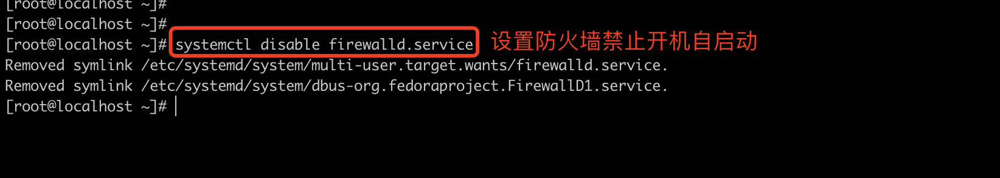 [root@localhost ~]#
[root@localhost ~]#
[root@localhost ~]# systemctl disable firewalld.service 设置防火墙禁止开机自启动
Removed symlink /etc/systemd/system/multi-user.target.wants/firewalld.service.
Removed symlink /etc/systemd/system/dbus-org.fedoraproject.FirewallD1.service.
[root@localhost ~]#